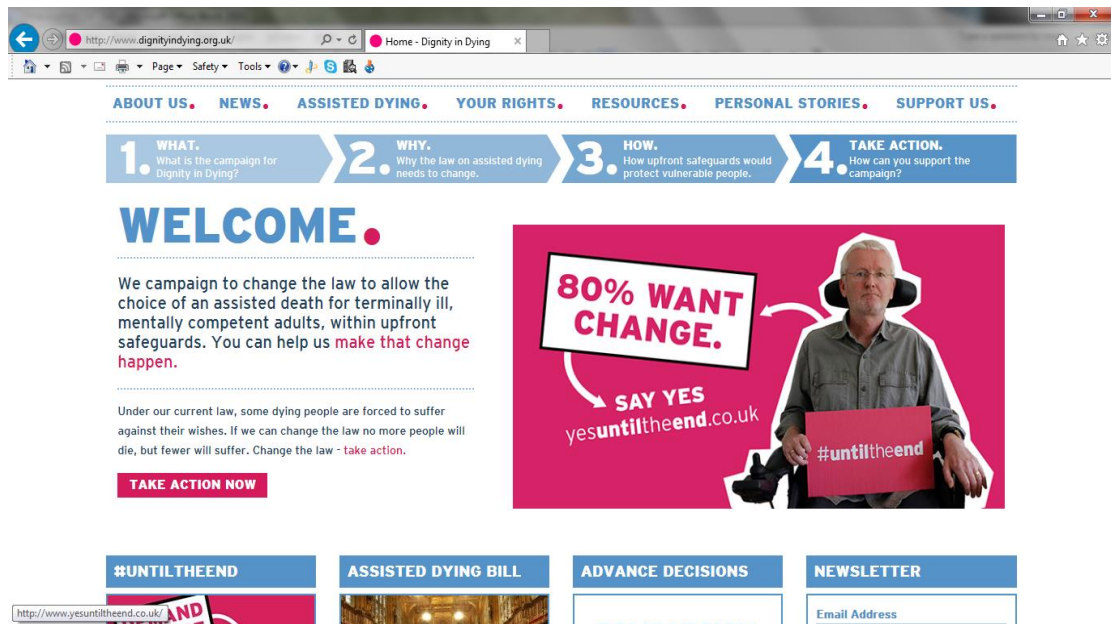 http://www.dignityindying.org.uk/
Home - Dignity in Dying
Page Safety Tools
ABOUT US. NEWS. ASSISTED DYING. YOUR RIGHTS. RESOURCES. PERSONAL STORIES. SUPPORT US.
1. WHAT.
What is the campaign for
Dignity in Dying?
2. WHY.
Why the law on assisted dying
needs to change.
3. HOW.
How upfront safeguards would
protect vulnerable people.
4. TAKE ACTION.
How can you support the
campaign?
WELCOME.
We campaign to change the law to allow the
choice of an assisted death for terminally ill,
mentally competent adults, within upfront
safeguards. You can help us make that change
happen.
Under our current law, some dying people are forced to suffer
against their wishes. If we can change the law no more people will
die, but fewer will suffer. Change the law - take action.
TAKE ACTION NOW
80% WANT
CHANGE.
SAY YES
yesuntiltheend.co.uk
#untiltheend
#UNTILTHEEND
ASSISTED DYING BILL
ADVANCE DECISIONS
NEWSLETTER
Email Address
http://www.yesuntiltheend.co.uk/